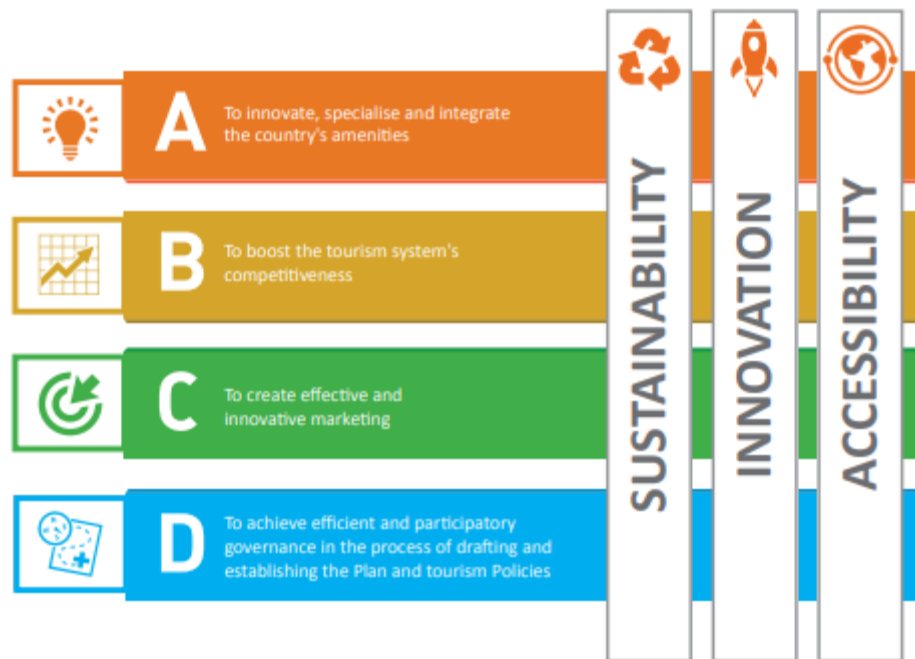 A
To innovate, specialise and integrate
the country's amenities
B
To boost the tourism system's
competitiveness
C
To create effective and
innovative marketing
D
To achieve efficient and participatory
governance in the process of drafting and
establishing the Plan and tourism Policies
SUSTAINABILITY
INNOVATION
ACCESSIBILITY